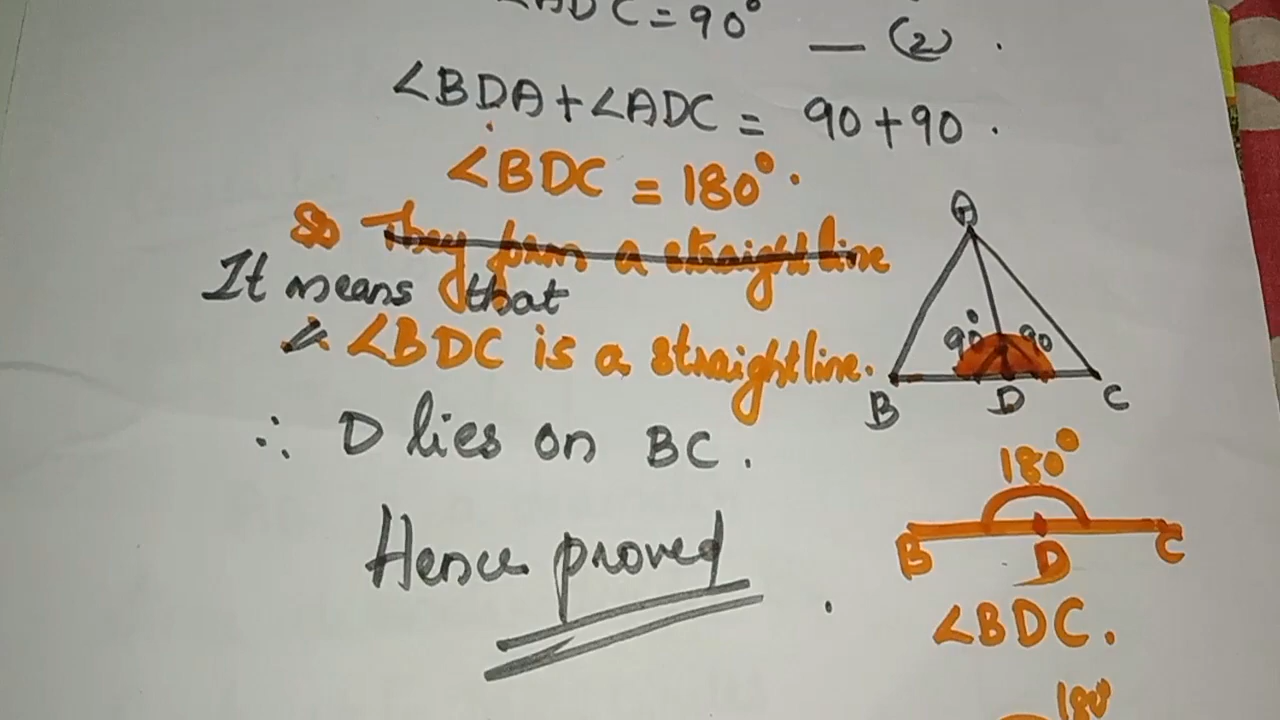 ∠ADC = 90° — (2) .
∠BDA + ∠ADC = 90 + 90 .
∠BDC = 180° .
So They form a straight line
It means that
∠BDC is a straight line.
∴ D lies on BC .
Hence proved
A
90° 90
B D C
180°
B D C
∠BDC .
180°